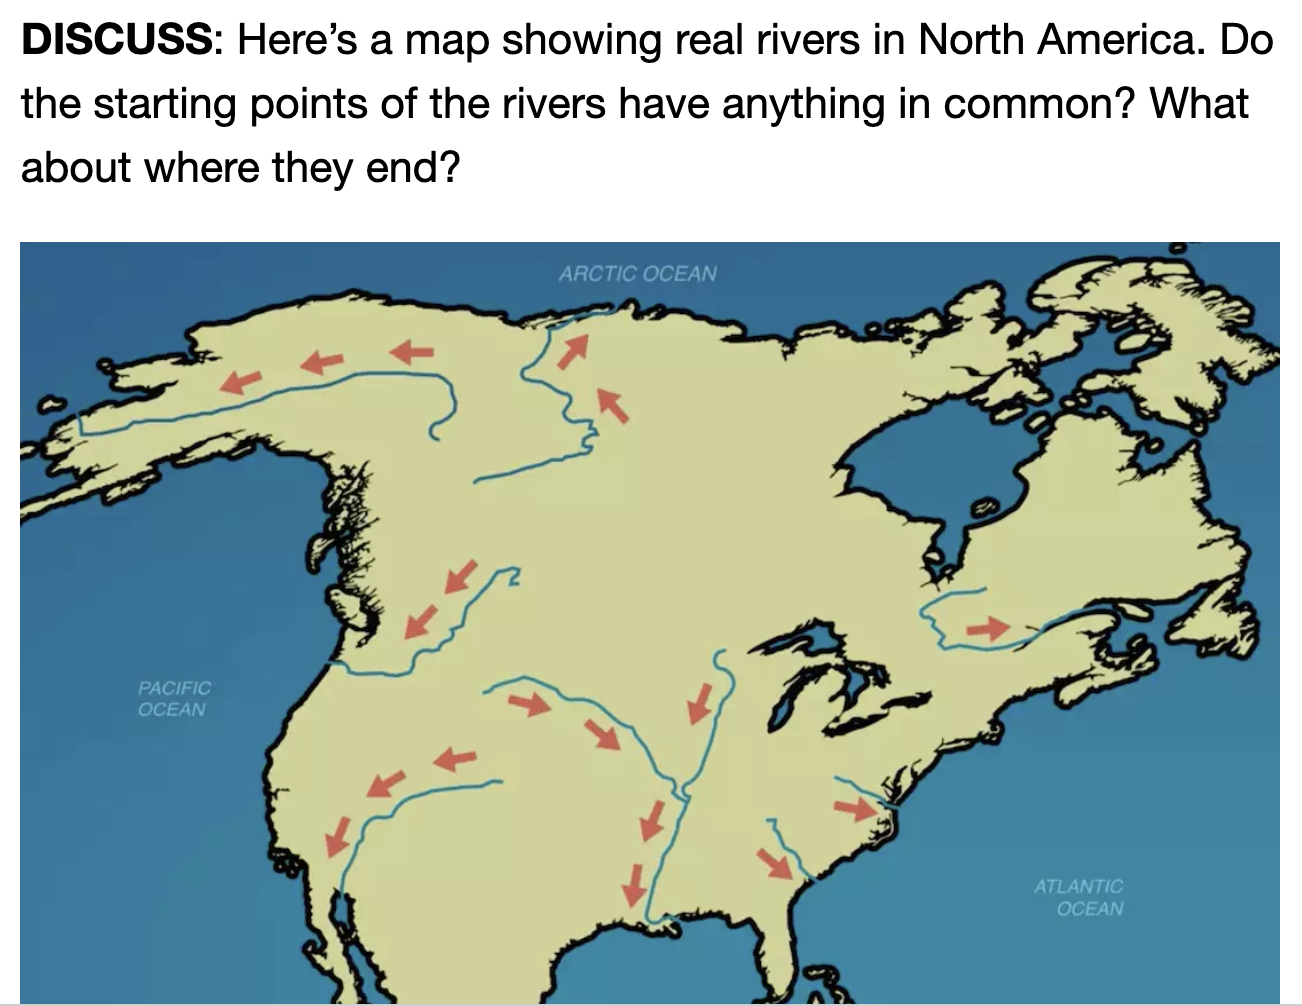 DISCUSS: Here’s a map showing real rivers in North America. Do
the starting points of the rivers have anything in common? What
about where they end?
ARCTIC OCEAN
PACIFIC
OCEAN
ATLANTIC
OCEAN